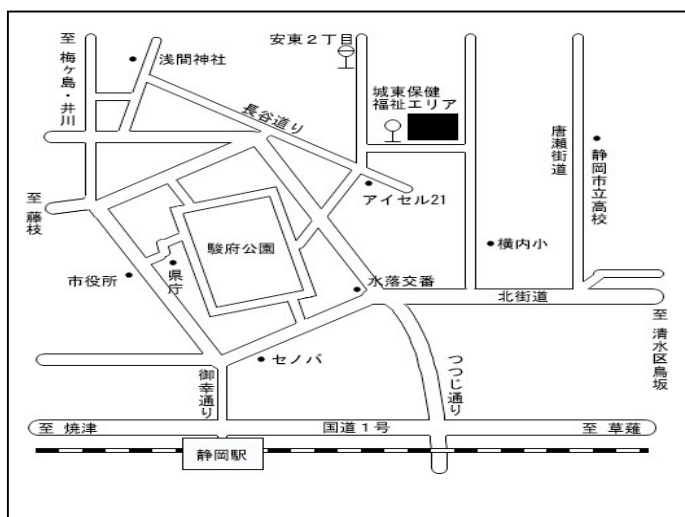 至 梅ヶ島・井川
浅間神社
安東２丁目
城東保健
福祉エリア
長谷通り
唐瀬街道
静岡市立高校
至 藤枝
アイセル21
駿府公園
横内小
市役所
県庁
水落交番
北街道
至 清水区鳥坂
セノバ
御幸通り
つつじ通り
至 焼津
国道１号
至 草薙
静岡駅